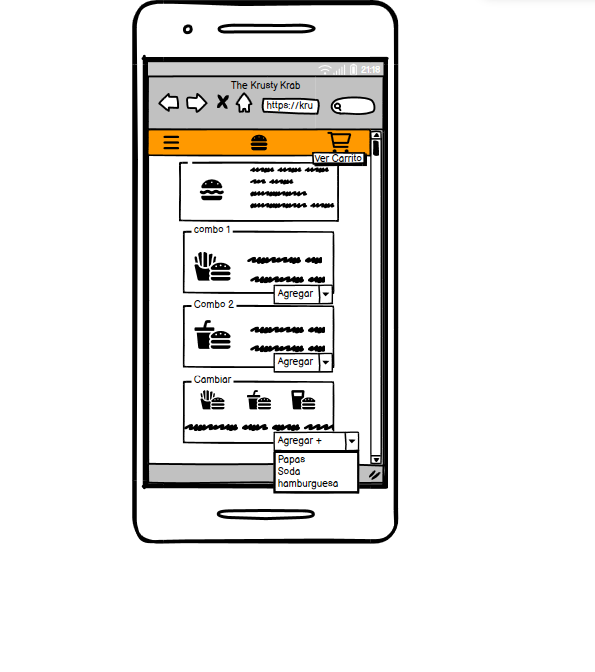 21:18
The Krusty Krab
https://kru
Ver Carrito
combo 1
Agregar
Combo 2
Agregar
Cambiar
Agregar +
Papas
Soda
hamburguesa